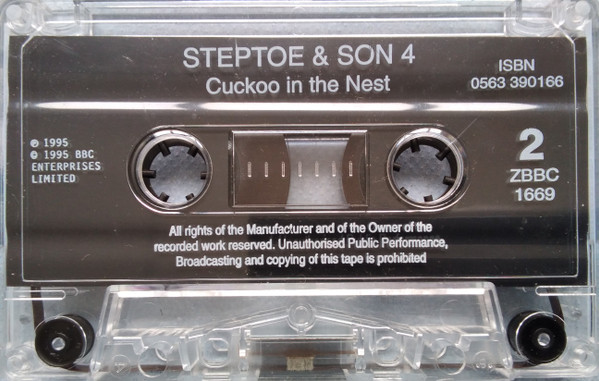 STEPTOE & SON 4
Cuckoo in the Nest
ISBN
0563 390166
℗ 1995
© 1995 BBC
ENTERPRISES
LIMITED
2
ZBBC
1669
All rights of the Manufacturer and of the Owner of the
recorded work reserved. Unauthorised Public Performance,
Broadcasting and copying of this tape is prohibited